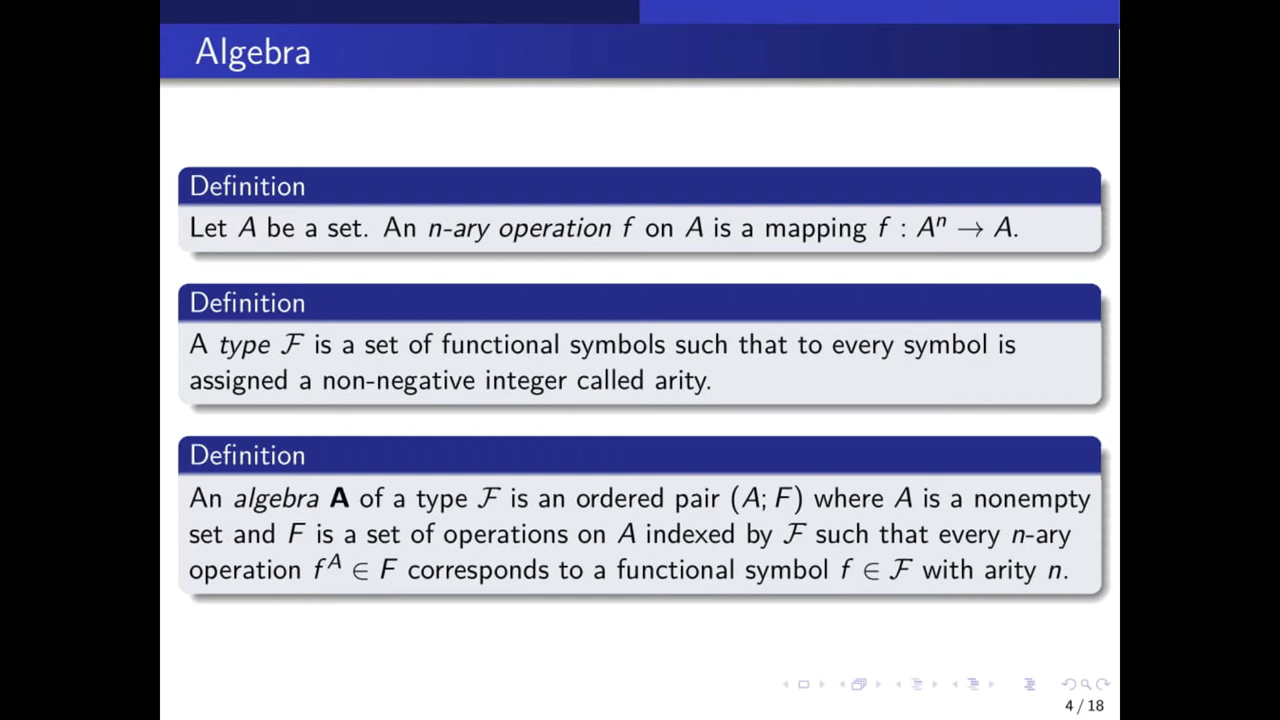 Algebra
Definition
Let A be a set. An n-ary operation f on A is a mapping f : Aⁿ → A.
Definition
A type ℱ is a set of functional symbols such that to every symbol is
assigned a non-negative integer called arity.
Definition
An algebra A of a type ℱ is an ordered pair (A; F) where A is a nonempty
set and F is a set of operations on A indexed by ℱ such that every n-ary
operation fᴬ ∈ F corresponds to a functional symbol f ∈ ℱ with arity n.
4 / 18